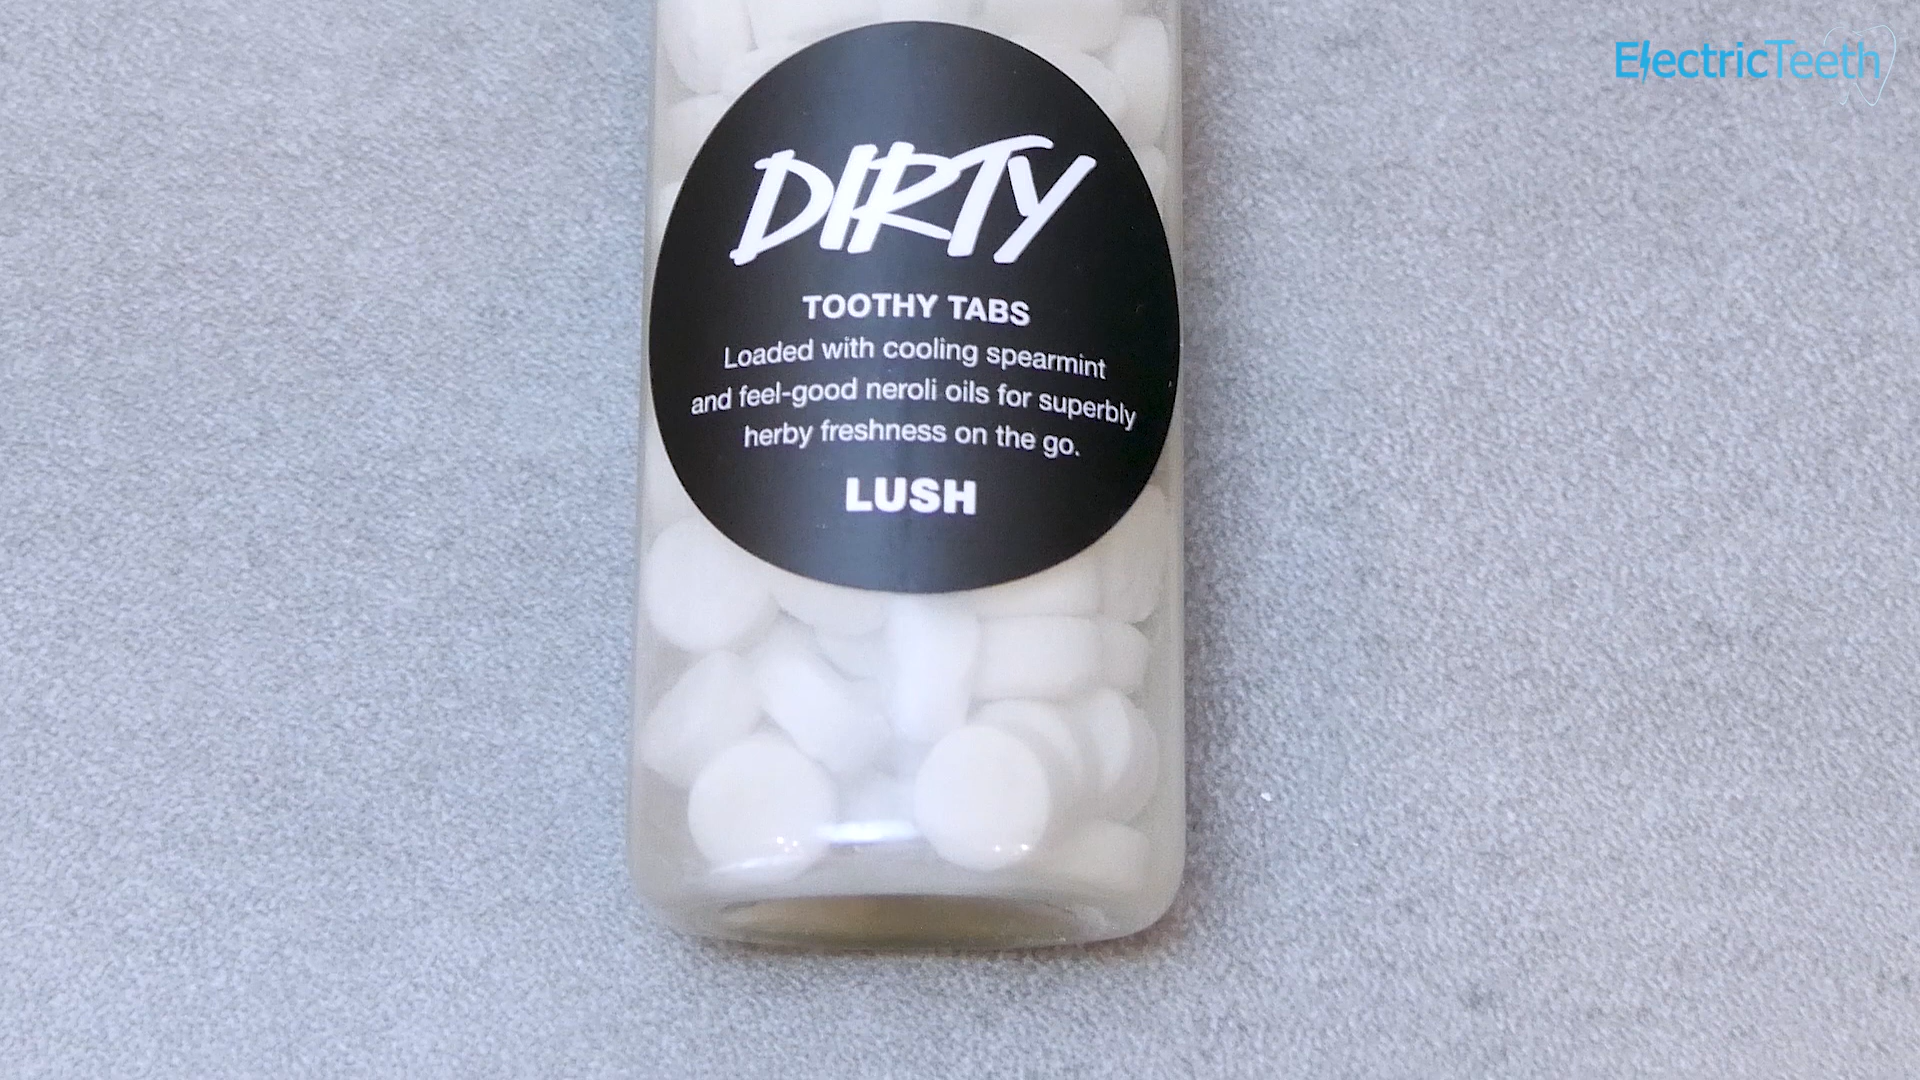 ElectricTeeth
DIRTY
TOOTHY TABS
Loaded with cooling spearmint
and feel-good neroli oils for superbly
herby freshness on the go.
LUSH